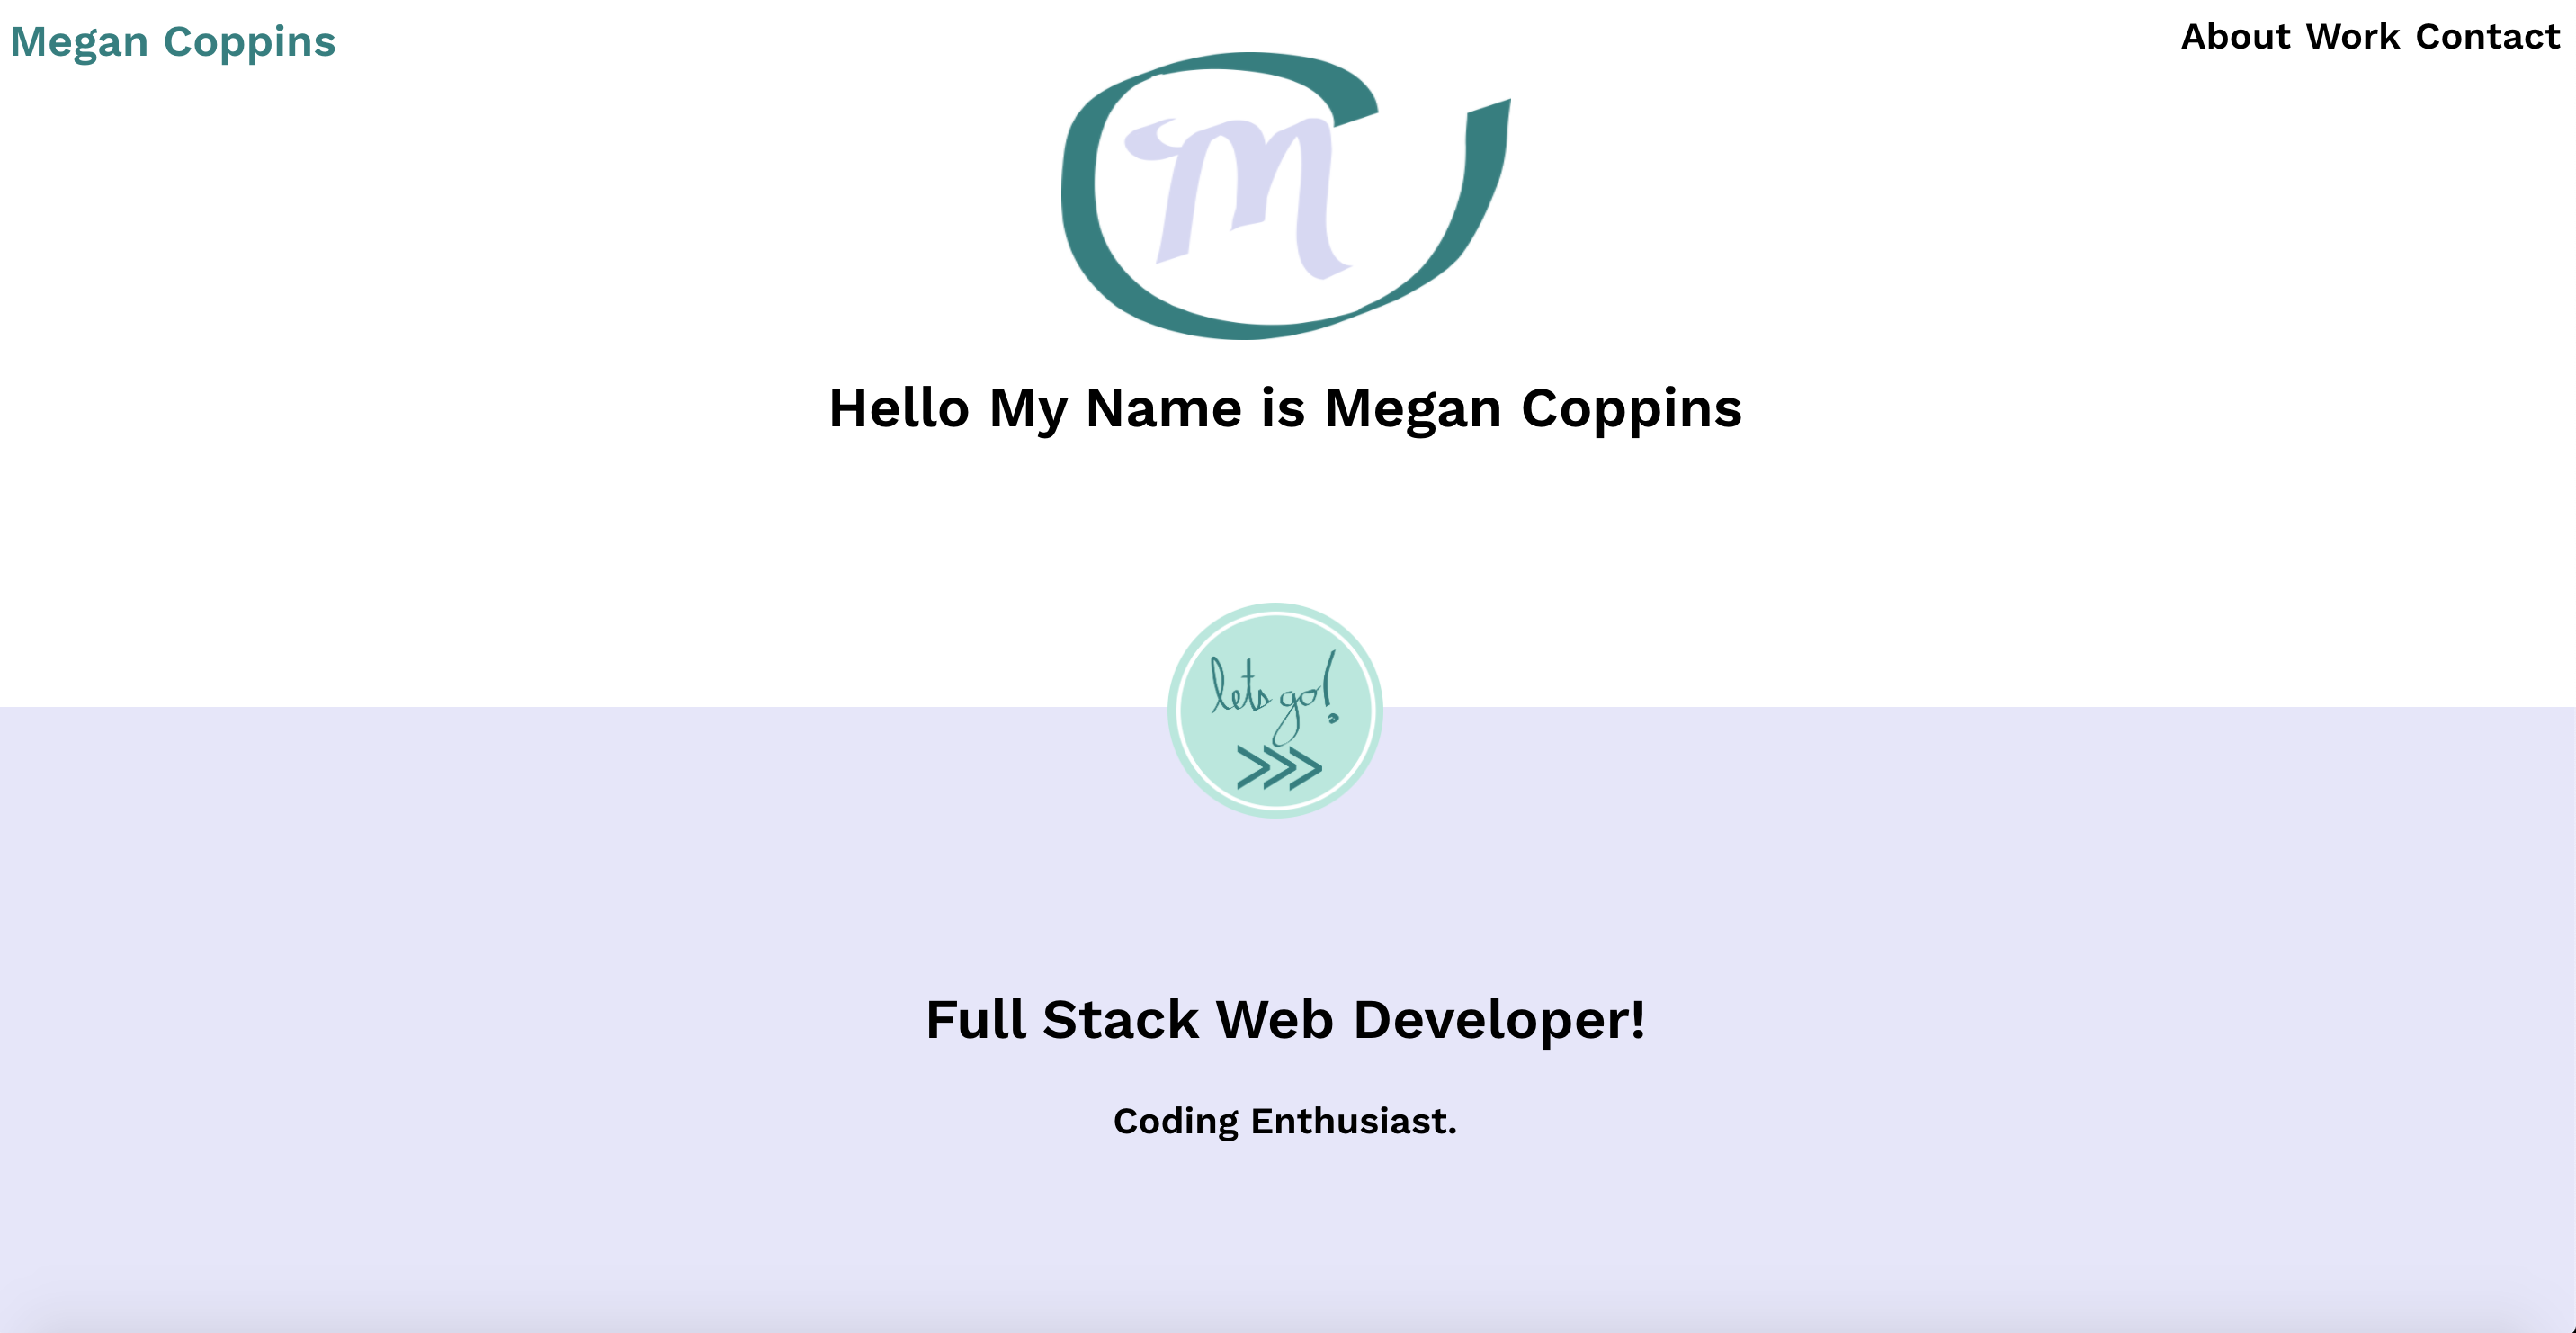 Megan Coppins
About Work Contact
m
Hello My Name is Megan Coppins
lets go!
>>>
Full Stack Web Developer!
Coding Enthusiast.